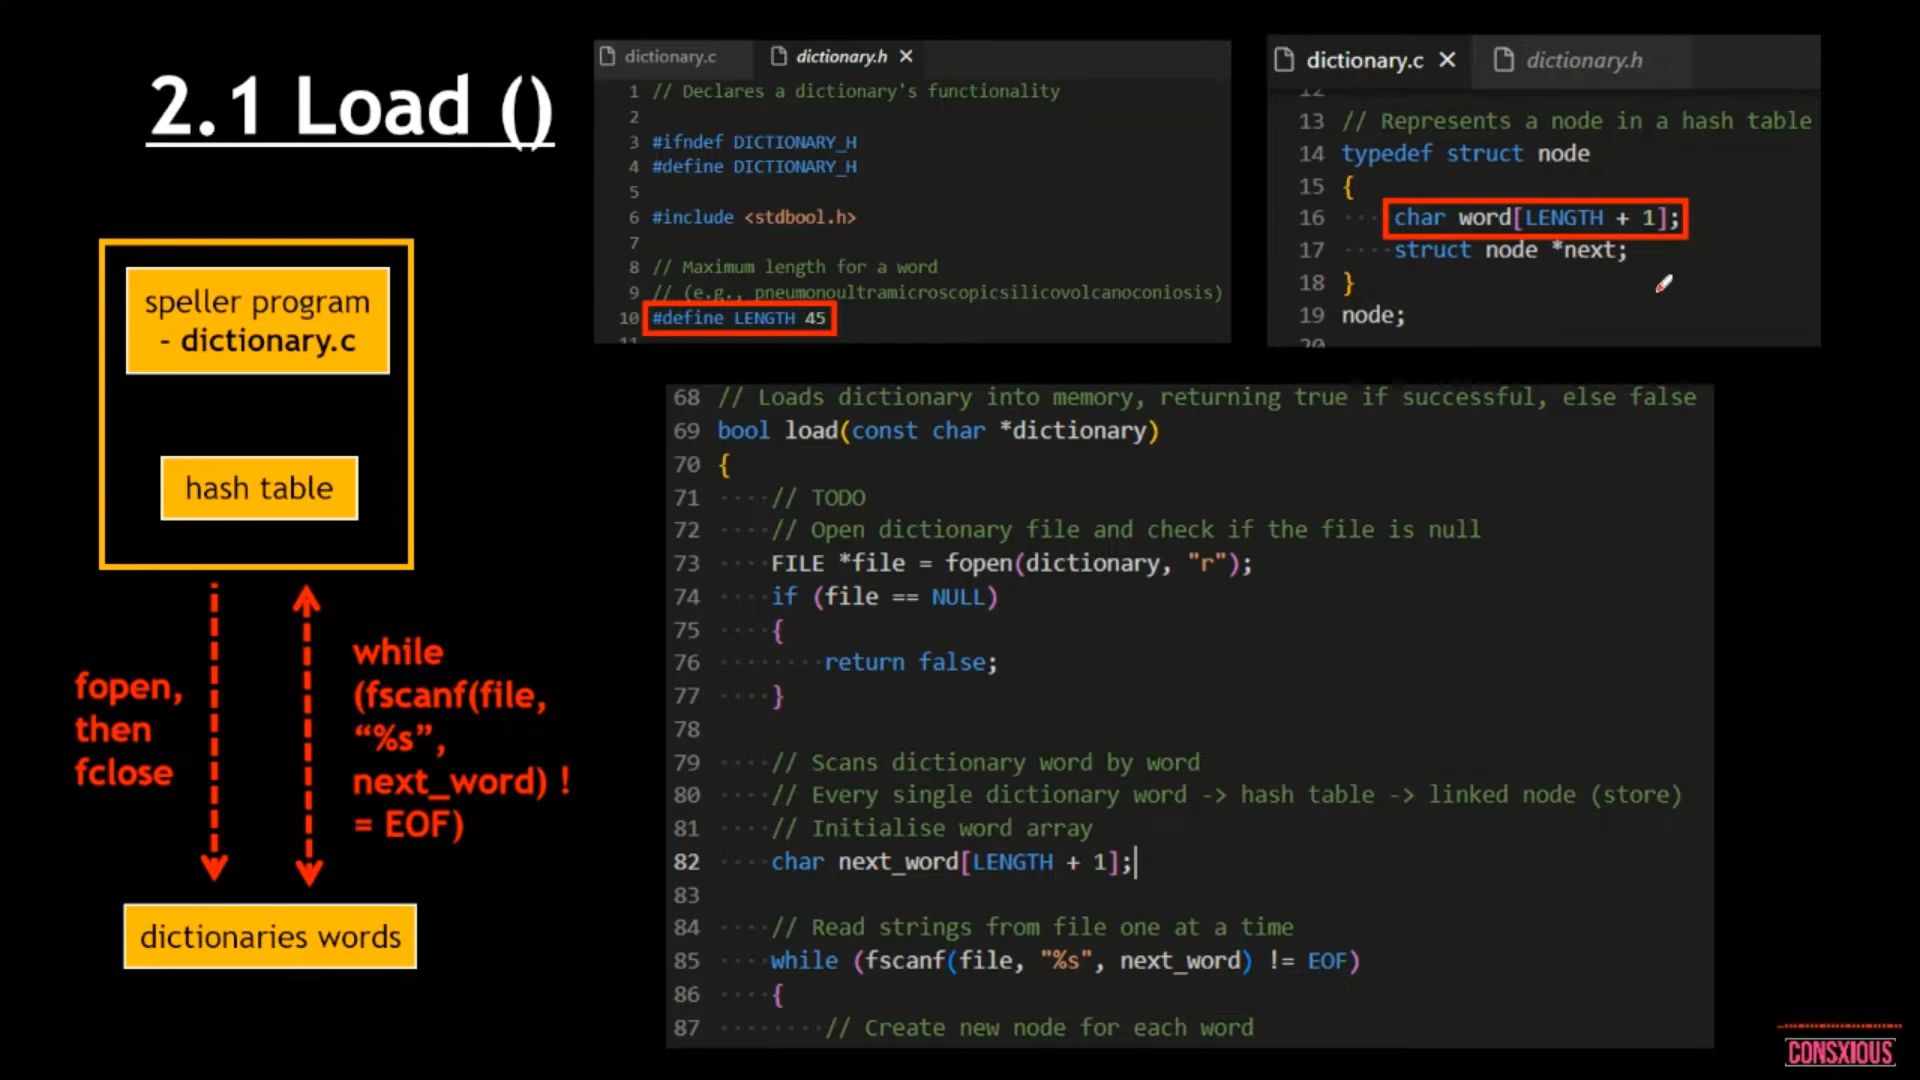 2.1 Load ()
speller program
- dictionary.c
hash table
fopen,
then
fclose
while
(fscanf(file,
“%s”,
next_word) !
= EOF)
dictionaries words
dictionary.c
dictionary.h
1 // Declares a dictionary's functionality
2
3 #ifndef DICTIONARY_H
4 #define DICTIONARY_H
5
6 #include <stdbool.h>
7
8 // Maximum length for a word
9 // (e.g., pneumonoultramicroscopicsilicovolcanoconiosis)
10 #define LENGTH 45
11
dictionary.c
dictionary.h
12
13 // Represents a node in a hash table
14 typedef struct node
15 {
16 char word[LENGTH + 1];
17 struct node *next;
18 }
19 node;
20
68 // Loads dictionary into memory, returning true if successful, else false
69 bool load(const char *dictionary)
70 {
71 // TODO
72 // Open dictionary file and check if the file is null
73 FILE *file = fopen(dictionary, "r");
74 if (file == NULL)
75 {
76 return false;
77 }
78
79 // Scans dictionary word by word
80 // Every single dictionary word -> hash table -> linked node (store)
81 // Initialise word array
82 char next_word[LENGTH + 1];
83
84 // Read strings from file one at a time
85 while (fscanf(file, "%s", next_word) != EOF)
86 {
87 // Create new node for each word
CONSXIOUS